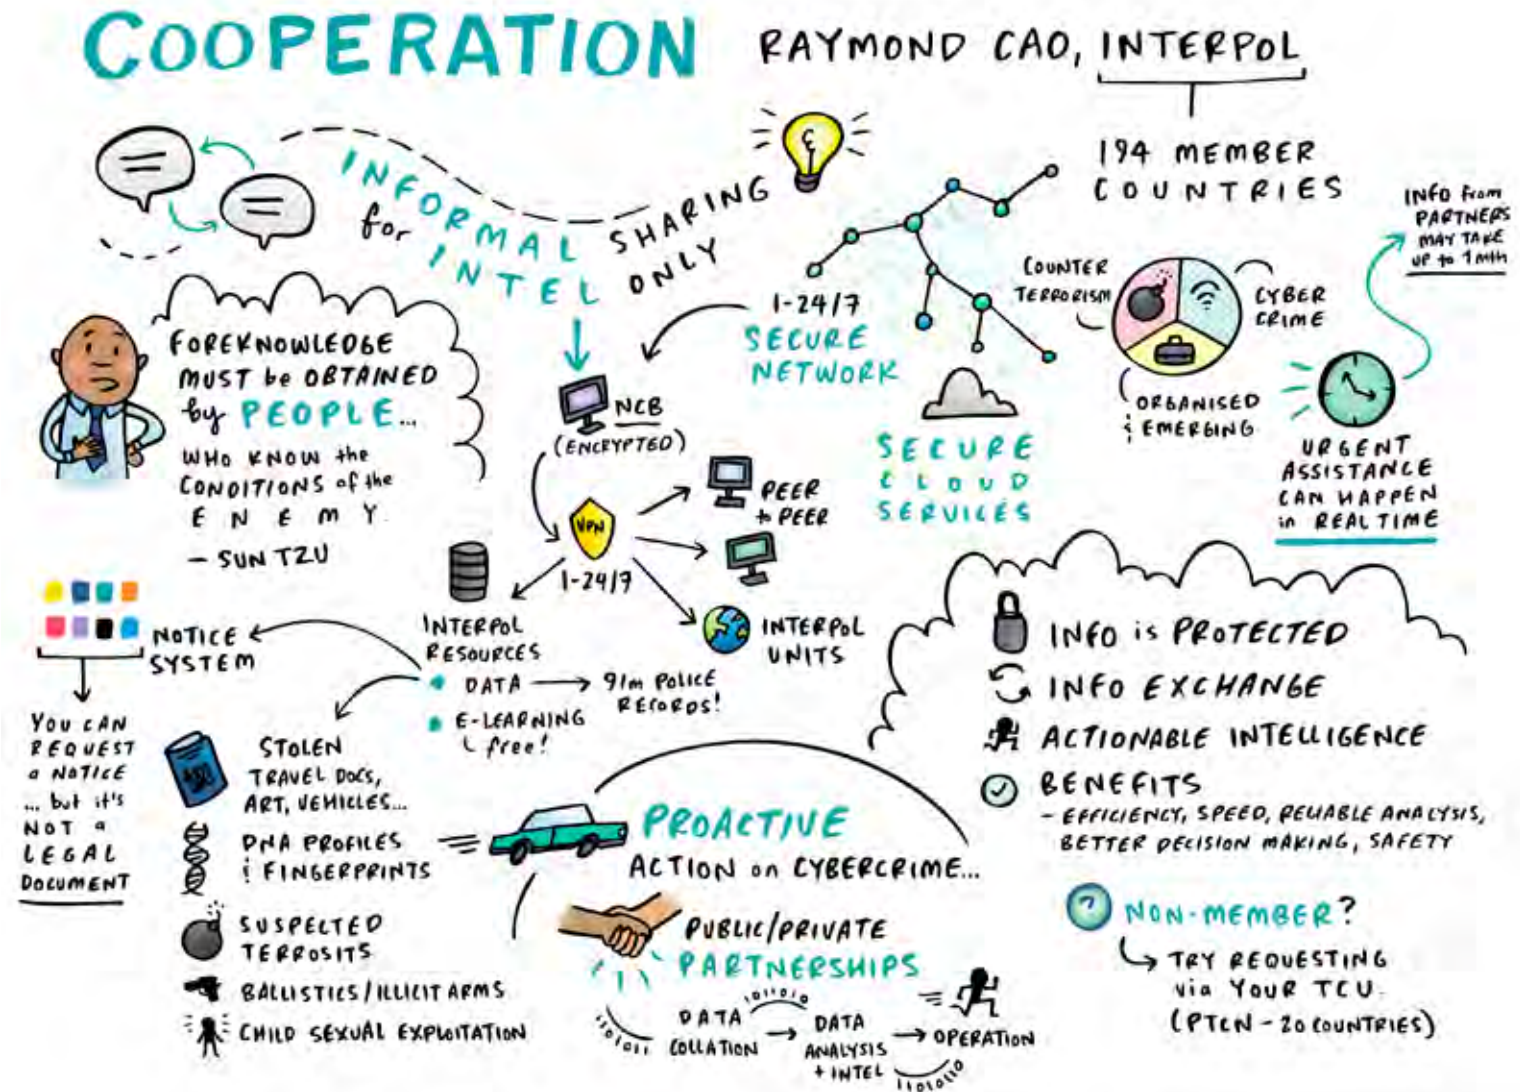 COOPERATION
RAYMOND CAO, INTERPOL
194 MEMBER
COUNTRIES
INFORMAL
for INTEL
SHARING
ONLY
FOREKNOWLEDGE
MUST be OBTAINED
by PEOPLE...
WHO KNOW the
CONDITIONS of the
ENEMY
- SUN TZU
1-24/7
SECURE
NETWORK
NCB
(ENCRYPTED)
VPN
1-24/7
PEER
to PEER
INTERPOL
UNITS
INTERPOL
RESOURCES
DATA → 91m POLICE
RECORDS!
E-LEARNING
free!
SECURE
CLOUD
SERVICES
COUNTER
TERRORISM
CYBER
CRIME
ORGANISED
& EMERGING
INFO from
PARTNERS
MAY TAKE
UP to 1 mth
URGENT
ASSISTANCE
CAN HAPPEN
in REAL TIME
NOTICE
SYSTEM
YOU CAN
REQUEST
a NOTICE
... but it's
NOT a
LEGAL
DOCUMENT
STOLEN
TRAVEL DOCS,
ART, VEHICLES...
DNA PROFILES
& FINGERPRINTS
SUSPECTED
TERROSITS
BALLISTICS/ILLICIT ARMS
CHILD SEXUAL EXPLOITATION
PROACTIVE
ACTION on CYBERCRIME...
PUBLIC/PRIVATE
PARTNERSHIPS
1101011
DATA
COLLATION
1011010
→ DATA
ANALYSIS
+ INTEL
1101010
→ OPERATION
INFO is PROTECTED
INFO EXCHANGE
ACTIONABLE INTELLIGENCE
BENEFITS
- EFFICIENCY, SPEED, RELIABLE ANALYSIS,
BETTER DECISION MAKING, SAFETY
? NON-MEMBER?
TRY REQUESTING
via YOUR TCU.
(PTCN - 20 COUNTRIES)